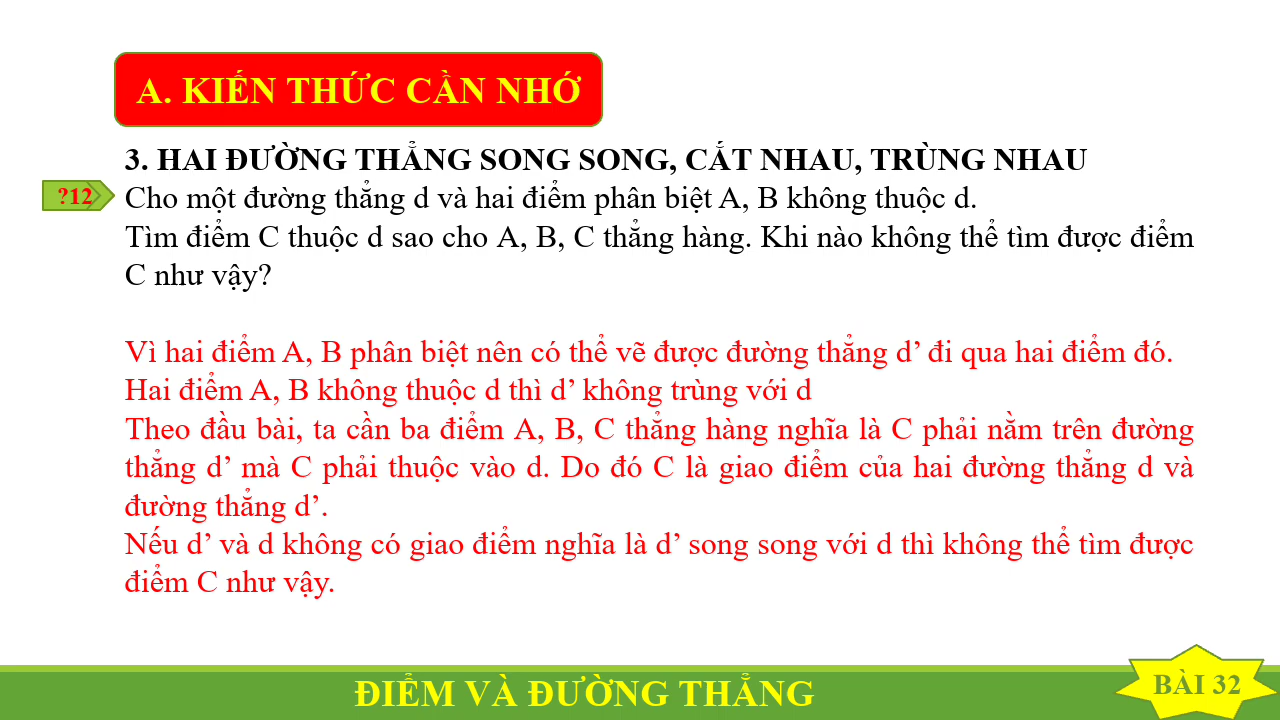 A. KIẾN THỨC CẦN NHỚ
3. HAI ĐƯỜNG THẲNG SONG SONG, CẮT NHAU, TRÙNG NHAU
?12
Cho một đường thẳng d và hai điểm phân biệt A, B không thuộc d.
Tìm điểm C thuộc d sao cho A, B, C thẳng hàng. Khi nào không thể tìm được điểm
C như vậy?
Vì hai điểm A, B phân biệt nên có thể vẽ được đường thẳng d’ đi qua hai điểm đó.
Hai điểm A, B không thuộc d thì d’ không trùng với d
Theo đầu bài, ta cần ba điểm A, B, C thẳng hàng nghĩa là C phải nằm trên đường
thẳng d’ mà C phải thuộc vào d. Do đó C là giao điểm của hai đường thẳng d và
đường thẳng d’.
Nếu d’ và d không có giao điểm nghĩa là d’ song song với d thì không thể tìm được
điểm C như vậy.
ĐIỂM VÀ ĐƯỜNG THẲNG
BÀI 32